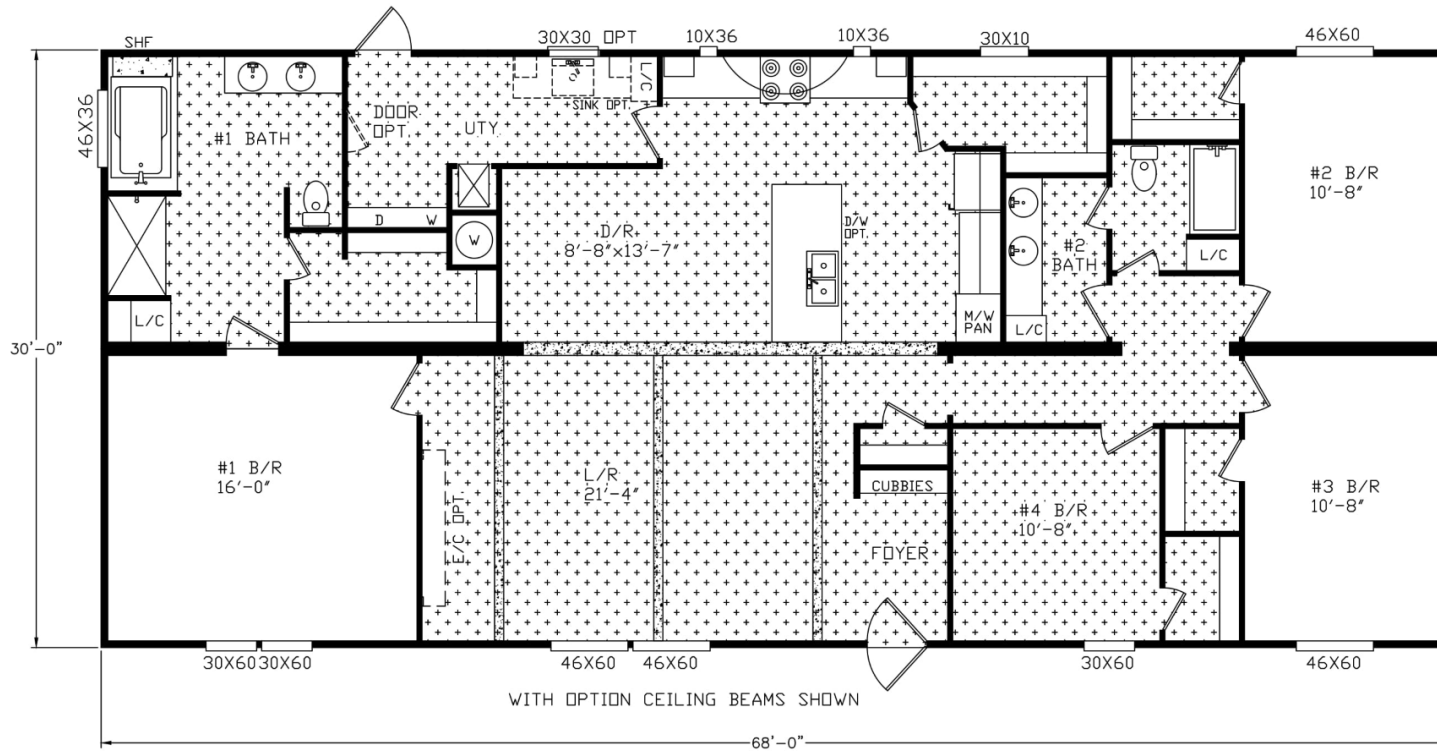 SHF
30X30 OPT
10X36
10X36
30X10
46X60
46X36
#1 BATH
DOOR
OPT.
UTY
SINK OPT.
L/C
D W
W
D/R
8'-8"x13'-7"
D/W
OPT.
M/W
PAN
#2
BATH
L/C
L/C
#2 B/R
10'-8"
L/C
30'-0"
#1 B/R
16'-0"
E/C OPT.
L/R
21'-4"
CUBBIES
FOYER
#4 B/R
10'-8"
#3 B/R
10'-8"
30X60
30X60
46X60
46X60
30X60
46X60
WITH OPTION CEILING BEAMS SHOWN
68'-0"